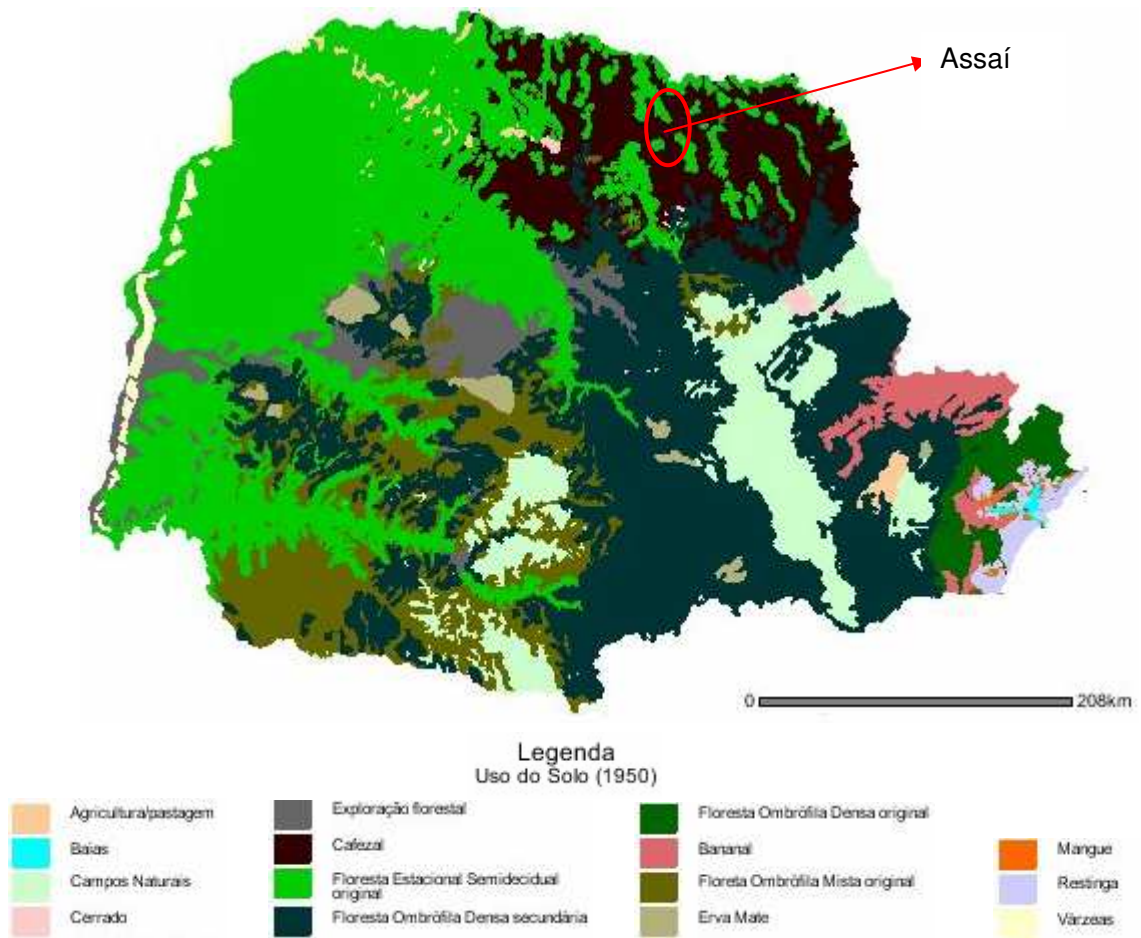 Assaí
0 208km
Legenda
Uso do Solo (1950)
Agricultura/pastagem
Baias
Campos Naturais
Cerrado
Exploração florestal
Cafezal
Floresta Estacional Semidecidual
original
Floresta Ombrófila Densa secundária
Floresta Ombrófila Densa original
Bananal
Floreta Ombrófila Mista original
Erva Mate
Mangue
Restinga
Várzeas